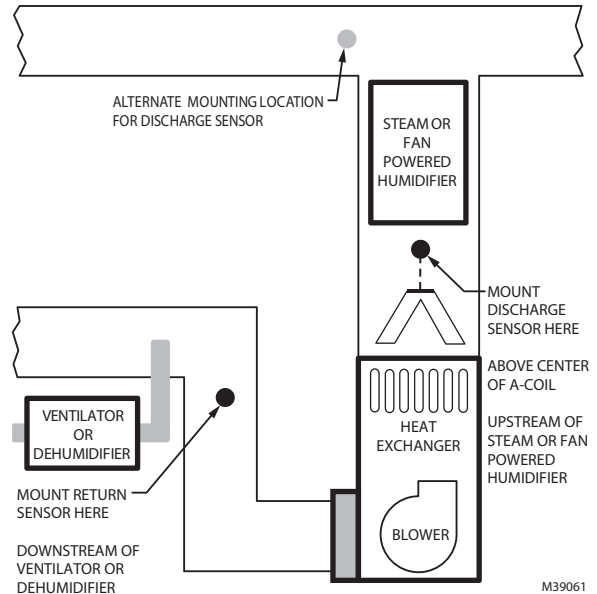 ALTERNATE MOUNTING LOCATION
FOR DISCHARGE SENSOR
STEAM OR
FAN
POWERED
HUMIDIFIER
MOUNT
DISCHARGE
SENSOR HERE
ABOVE CENTER
OF A-COIL
UPSTREAM OF
STEAM OR FAN
POWERED
HUMIDIFIER
HEAT
EXCHANGER
BLOWER
VENTILATOR
OR
DEHUMIDIFIER
MOUNT RETURN
SENSOR HERE
DOWNSTREAM OF
VENTILATOR OR
DEHUMIDIFIER
M39061